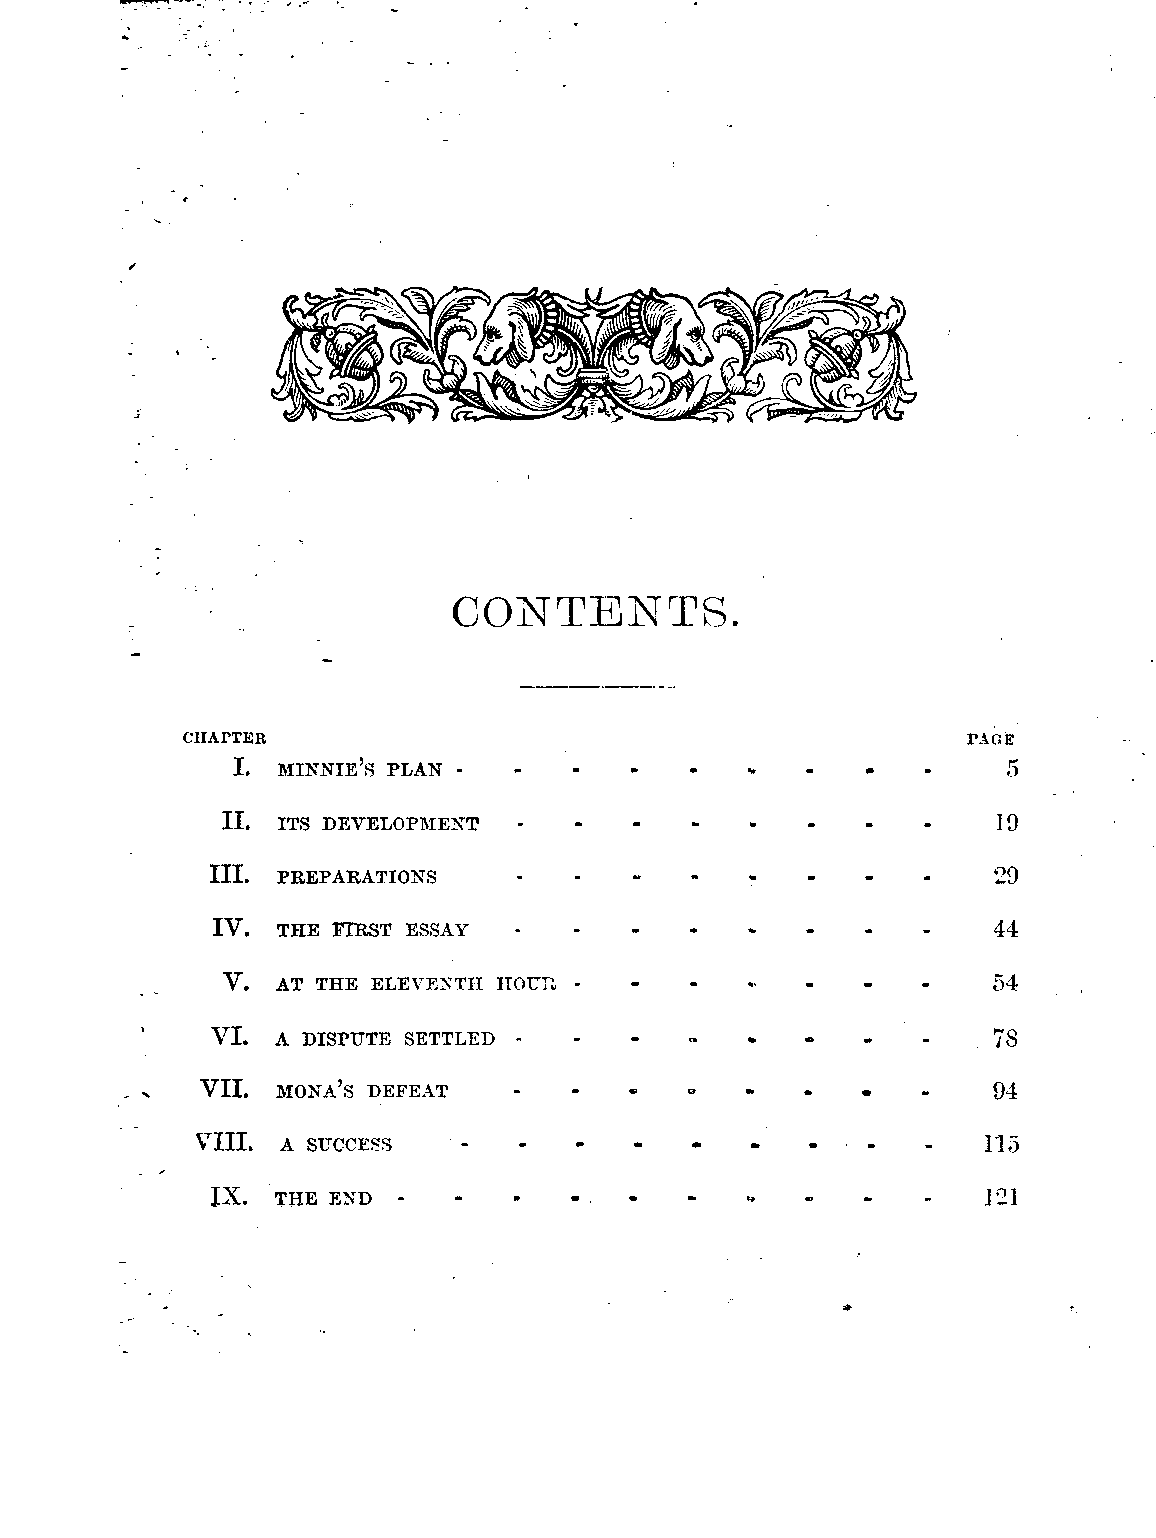 CONTENTS.
CHAPTER PAGE
I. MINNIE'S PLAN - - - - - - - - - 5
II. ITS DEVELOPMENT - - - - - - - - 19
III. PREPARATIONS - - - - - - - - 29
IV. THE FIRST ESSAY - - - - - - - - 44
V. AT THE ELEVENTH HOUR - - - - - - - 54
VI. A DISPUTE SETTLED - - - - - - - - 78
VII. MONA'S DEFEAT - - - - - - - - 94
VIII. A SUCCESS - - - - - - - - - 115
IX. THE END - - - - - - - - - - 121